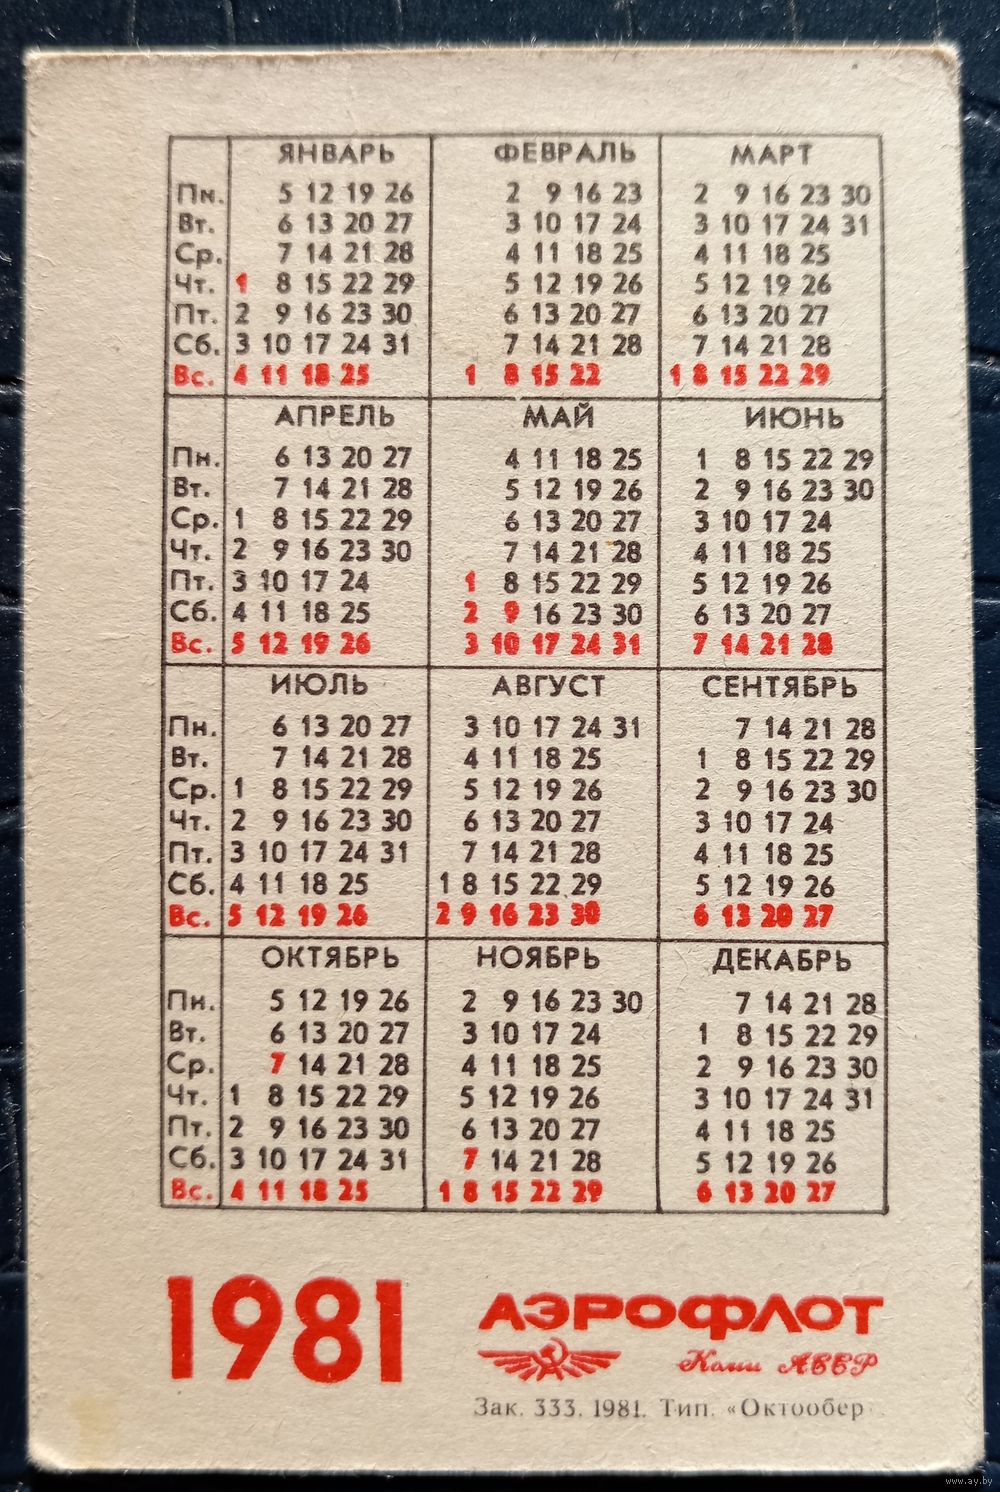 ЯНВАРЬ ФЕВРАЛЬ МАРТ
Пн. 5 12 19 26 2 9 16 23 2 9 16 23 30
Вт. 6 13 20 27 3 10 17 24 3 10 17 24 31
Ср. 7 14 21 28 4 11 18 25 4 11 18 25
Чт. 1 8 15 22 29 5 12 19 26 5 12 19 26
Пт. 2 9 16 23 30 6 13 20 27 6 13 20 27
Сб. 3 10 17 24 31 7 14 21 28 7 14 21 28
Вс. 4 11 18 25 1 8 15 22 1 8 15 22 29
АПРЕЛЬ МАЙ ИЮНЬ
Пн. 6 13 20 27 4 11 18 25 1 8 15 22 29
Вт. 7 14 21 28 5 12 19 26 2 9 16 23 30
Ср. 1 8 15 22 29 6 13 20 27 3 10 17 24
Чт. 2 9 16 23 30 7 14 21 28 4 11 18 25
Пт. 3 10 17 24 1 8 15 22 29 5 12 19 26
Сб. 4 11 18 25 2 9 16 23 30 6 13 20 27
Вс. 5 12 19 26 3 10 17 24 31 7 14 21 28
ИЮЛЬ АВГУСТ СЕНТЯБРЬ
Пн. 6 13 20 27 3 10 17 24 31 7 14 21 28
Вт. 7 14 21 28 4 11 18 25 1 8 15 22 29
Ср. 1 8 15 22 29 5 12 19 26 2 9 16 23 30
Чт. 2 9 16 23 30 6 13 20 27 3 10 17 24
Пт. 3 10 17 24 31 7 14 21 28 4 11 18 25
Сб. 4 11 18 25 1 8 15 22 29 5 12 19 26
Вс. 5 12 19 26 2 9 16 23 30 6 13 20 27
ОКТЯБРЬ НОЯБРЬ ДЕКАБРЬ
Пн. 5 12 19 26 2 9 16 23 30 7 14 21 28
Вт. 6 13 20 27 3 10 17 24 1 8 15 22 29
Ср. 7 14 21 28 4 11 18 25 2 9 16 23 30
Чт. 1 8 15 22 29 5 12 19 26 3 10 17 24 31
Пт. 2 9 16 23 30 6 13 20 27 4 11 18 25
Сб. 3 10 17 24 31 7 14 21 28 5 12 19 26
Вс. 4 11 18 25 1 8 15 22 29 6 13 20 27
1981 АЭРОФЛОТ
Коми АССР
Зак. 333. 1981. Тип. «Октообер
www.ay.by